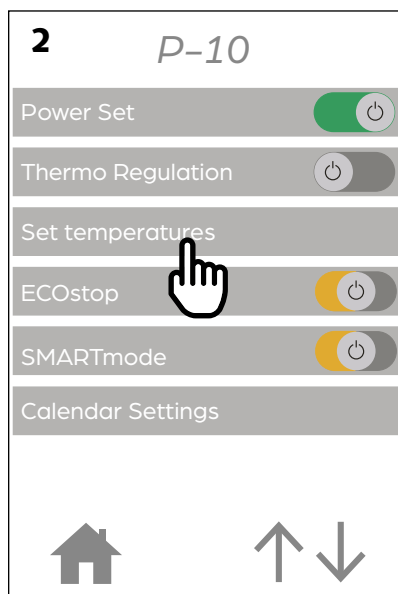 2
P-10
Power Set
Thermo Regulation
Set temperatures
ECOstop
SMARTmode
Calendar Settings